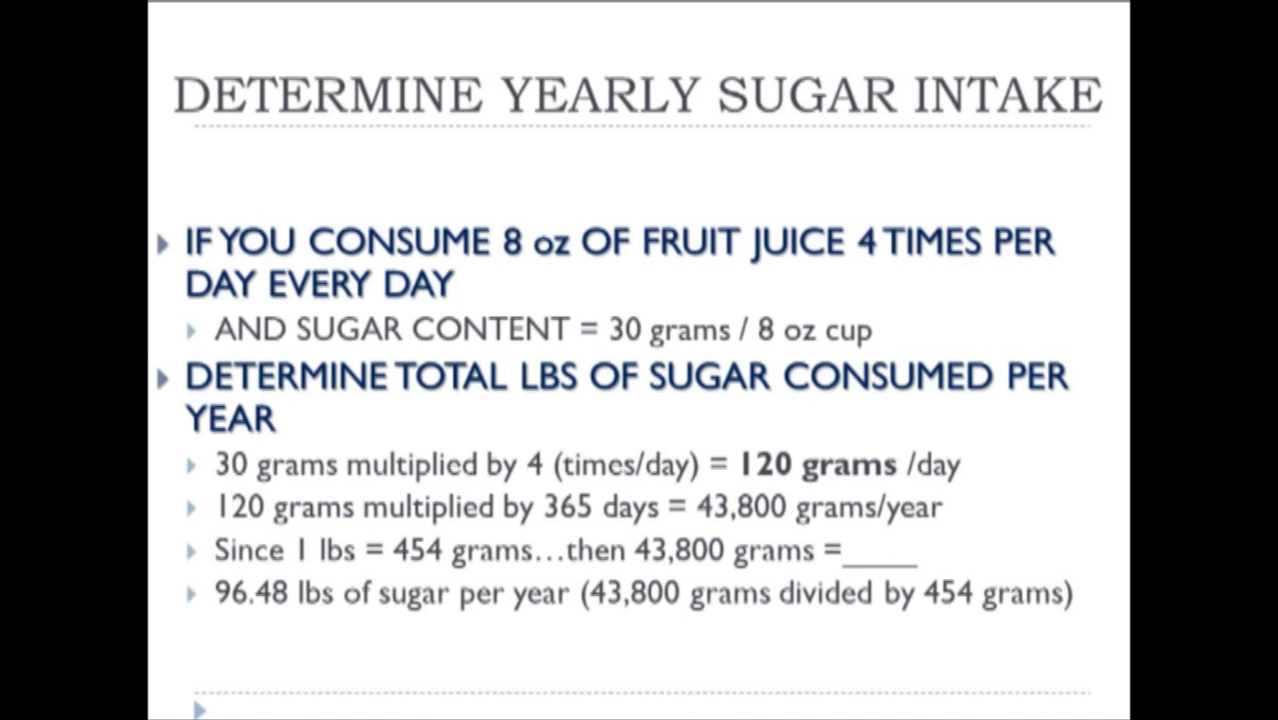 DETERMINE YEARLY SUGAR INTAKE
IF YOU CONSUME 8 oz OF FRUIT JUICE 4 TIMES PER
DAY EVERY DAY
AND SUGAR CONTENT = 30 grams / 8 oz cup
DETERMINE TOTAL LBS OF SUGAR CONSUMED PER
YEAR
30 grams multiplied by 4 (times/day) = 120 grams /day
120 grams multiplied by 365 days = 43,800 grams/year
Since 1 lbs = 454 grams…then 43,800 grams =_____
96.48 lbs of sugar per year (43,800 grams divided by 454 grams)